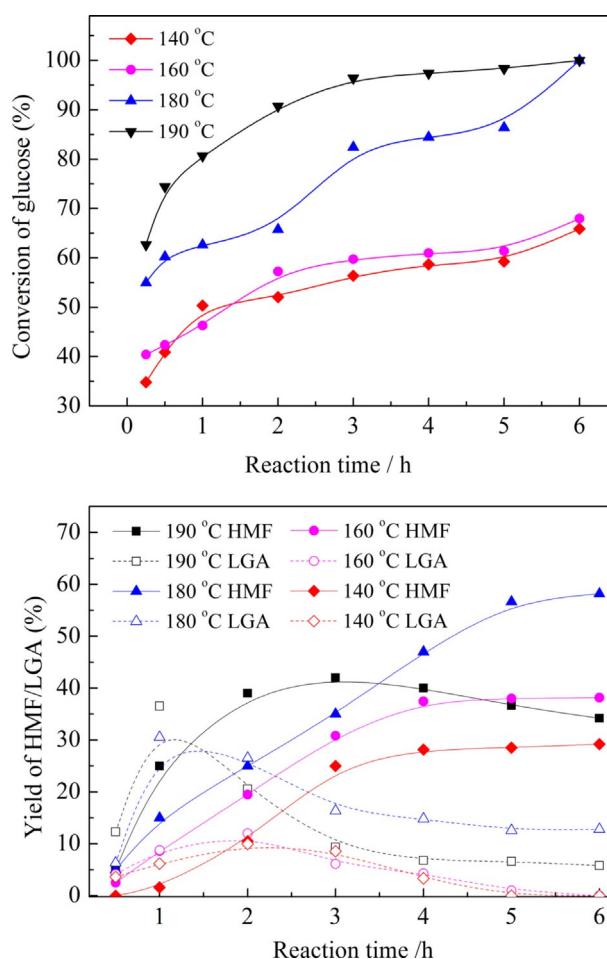 Conversion of glucose (%)
100
90
80
70
60
50
40
30
140 °C
160 °C
180 °C
190 °C
0 1 2 3 4 5 6
Reaction time / h
Yield of HMF/LGA (%)
70
60
50
40
30
20
10
0
190 °C HMF 160 °C HMF
190 °C LGA 160 °C LGA
180 °C HMF 140 °C HMF
180 °C LGA 140 °C LGA
1 2 3 4 5 6
Reaction time /h